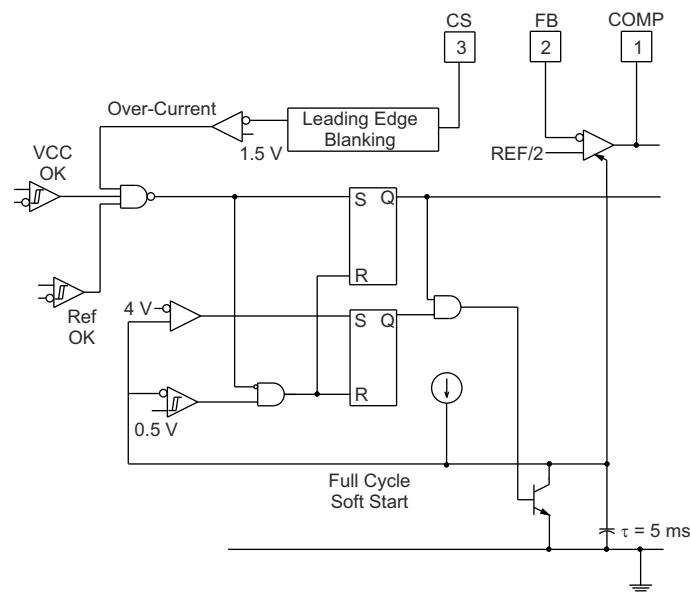 CS
FB
COMP
3
2
1
Over-Current
Leading Edge
Blanking
1.5 V
REF/2
VCC
OK
S
Q
R
Ref
OK
4 V
S
Q
R
0.5 V
Full Cycle
Soft Start
τ = 5 ms